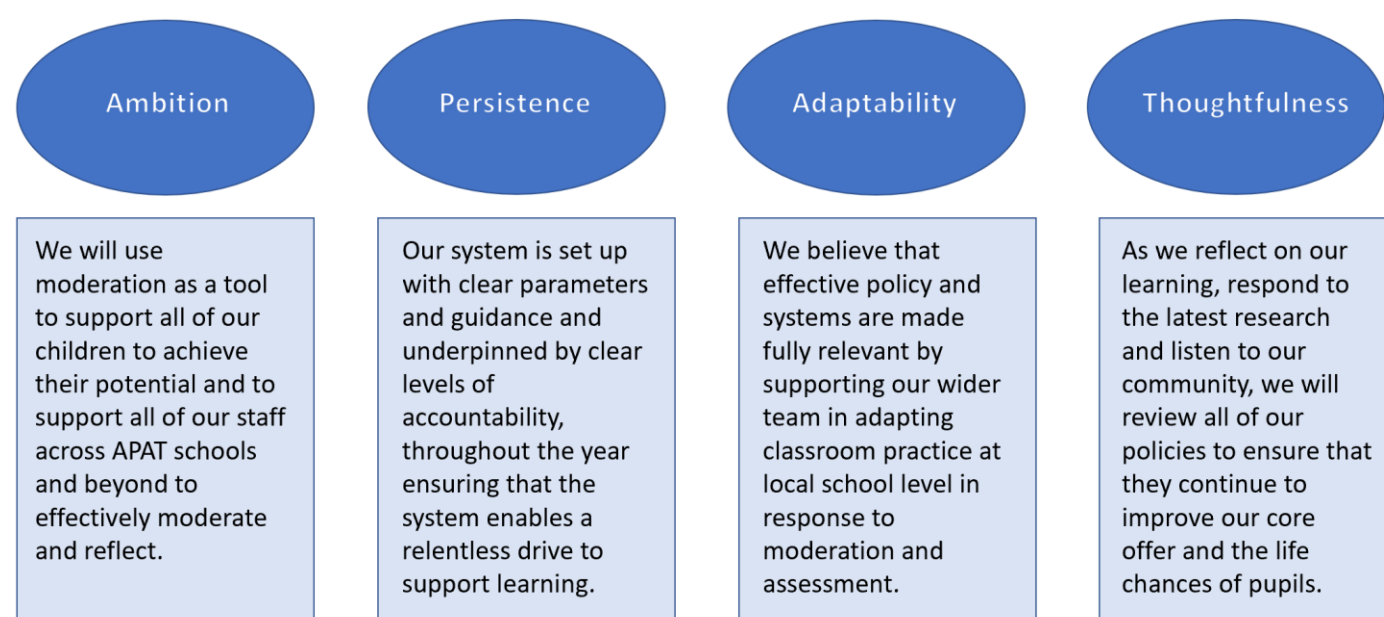 Ambition
We will use
moderation as a tool
to support all of our
children to achieve
their potential and to
support all of our staff
across APAT schools
and beyond to
effectively moderate
and reflect.
Persistence
Our system is set up
with clear parameters
and guidance and
underpinned by clear
levels of
accountability,
throughout the year
ensuring that the
system enables a
relentless drive to
support learning.
Adaptability
We believe that
effective policy and
systems are made
fully relevant by
supporting our wider
team in adapting
classroom practice at
local school level in
response to
moderation and
assessment.
Thoughtfulness
As we reflect on our
learning, respond to
the latest research
and listen to our
community, we will
review all of our
policies to ensure that
they continue to
improve our core
offer and the life
chances of pupils.